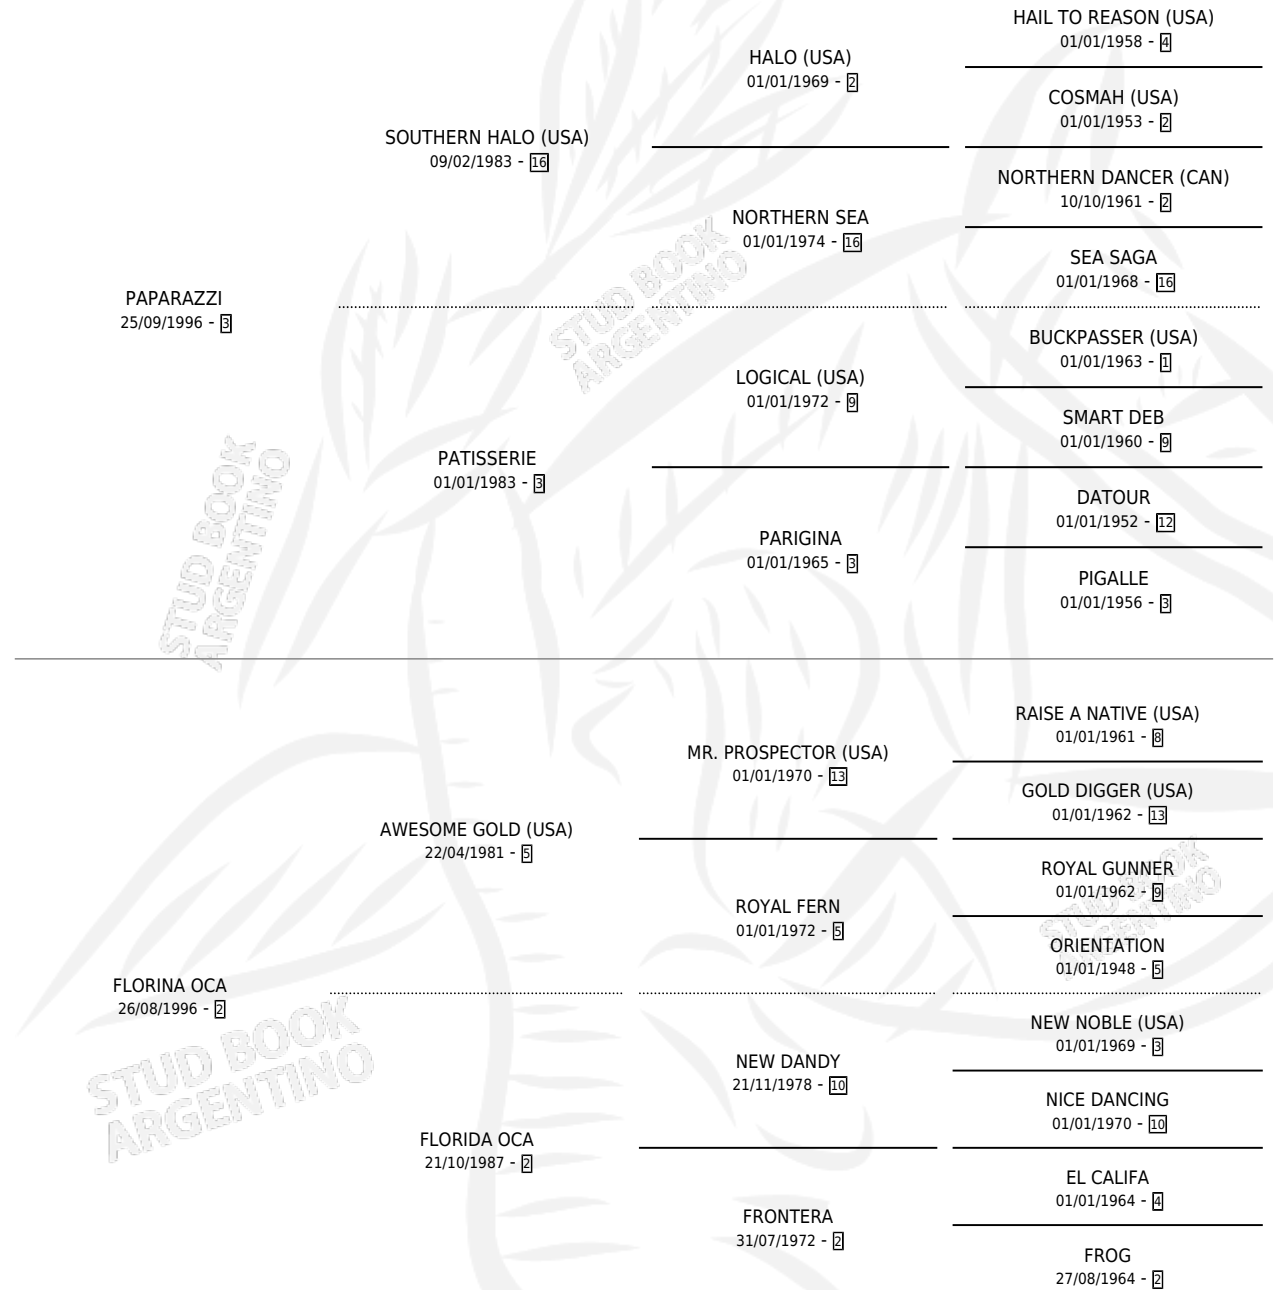 HAIL TO REASON (USA)
01/01/1958 - 4
HALO (USA)
01/01/1969 - 2
COSMAH (USA)
01/01/1953 - 2
SOUTHERN HALO (USA)
09/02/1983 - 16
NORTHERN DANCER (CAN)
10/10/1961 - 2
NORTHERN SEA
01/01/1974 - 16
SEA SAGA
01/01/1968 - 16
PAPARAZZI
25/09/1996 - 3
STUD BOOK
ARGENTINO
BUCKPASSER (USA)
01/01/1963 - 1
LOGICAL (USA)
01/01/1972 - 9
SMART DEB
01/01/1960 - 9
PATISSERIE
01/01/1983 - 3
DATOUR
01/01/1952 - 12
PARIGINA
01/01/1965 - 3
PIGALLE
01/01/1956 - 3
STUD BOOK
ARGENTINO
RAISE A NATIVE (USA)
01/01/1961 - 8
MR. PROSPECTOR (USA)
01/01/1970 - 13
GOLD DIGGER (USA)
01/01/1962 - 13
AWESOME GOLD (USA)
22/04/1981 - 5
ROYAL GUNNER
01/01/1962 - 9
ROYAL FERN
01/01/1972 - 5
ORIENTATION
01/01/1948 - 5
STUD BOOK
ARGENTINO
FLORINA OCA
26/08/1996 - 2
NEW NOBLE (USA)
01/01/1969 - 3
NEW DANDY
21/11/1978 - 10
NICE DANCING
01/01/1970 - 10
STUD BOOK
ARGENTINO
FLORIDA OCA
21/10/1987 - 2
EL CALIFA
01/01/1964 - 4
FRONTERA
31/07/1972 - 2
FROG
27/08/1964 - 2